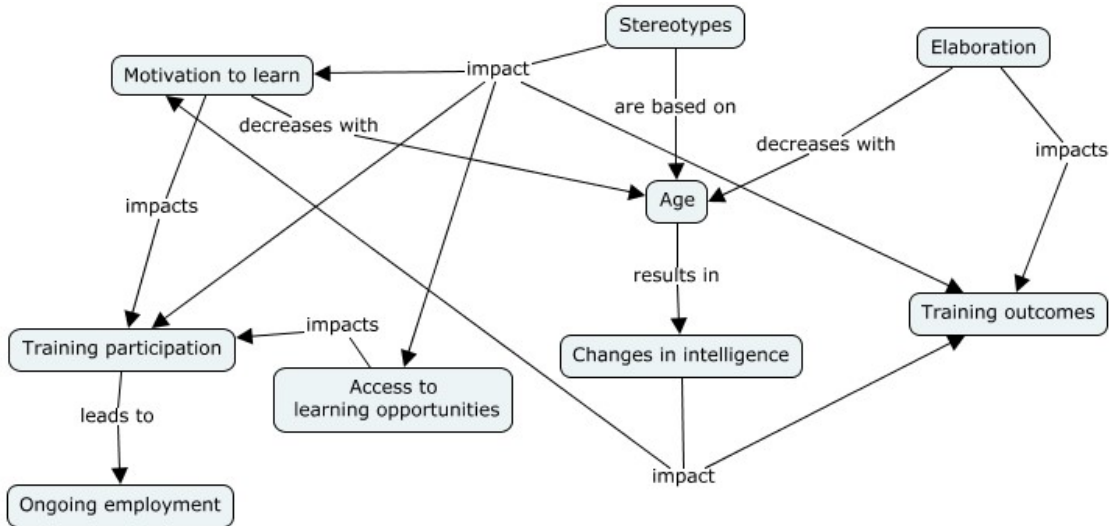 Stereotypes
Elaboration
Motivation to learn
impact
are based on
decreases with
decreases with
impacts
Age
impacts
results in
Training outcomes
impacts
Training participation
Changes in intelligence
Access to
learning opportunities
leads to
impact
Ongoing employment